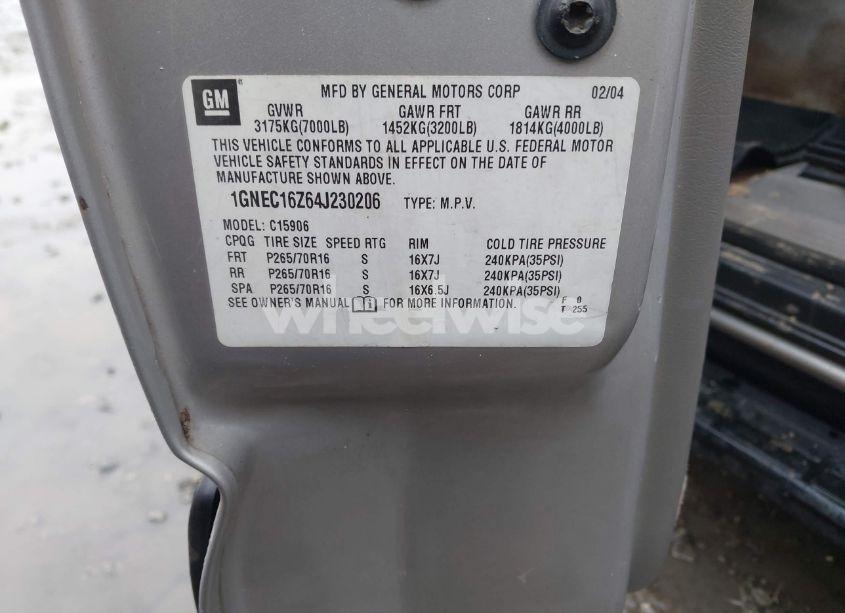 GM
MFD BY GENERAL MOTORS CORP 02/04
GVWR GAWR FRT GAWR RR
3175KG(7000LB) 1452KG(3200LB) 1814KG(4000LB)
THIS VEHICLE CONFORMS TO ALL APPLICABLE U.S. FEDERAL MOTOR
VEHICLE SAFETY STANDARDS IN EFFECT ON THE DATE OF
MANUFACTURE SHOWN ABOVE.
1GNEC16Z64J230206 TYPE: M.P.V.
MODEL: C15906
CPQG TIRE SIZE SPEED RTG RIM COLD TIRE PRESSURE
FRT P265/70R16 S 16X7J 240KPA(35PSI)
RR P265/70R16 S 16X7J 240KPA(35PSI)
SPA P265/70R16 S 16X6.5J 240KPA(35PSI)
SEE OWNER'S MANUAL FOR MORE INFORMATION.
F 0
T 255
wheelwise